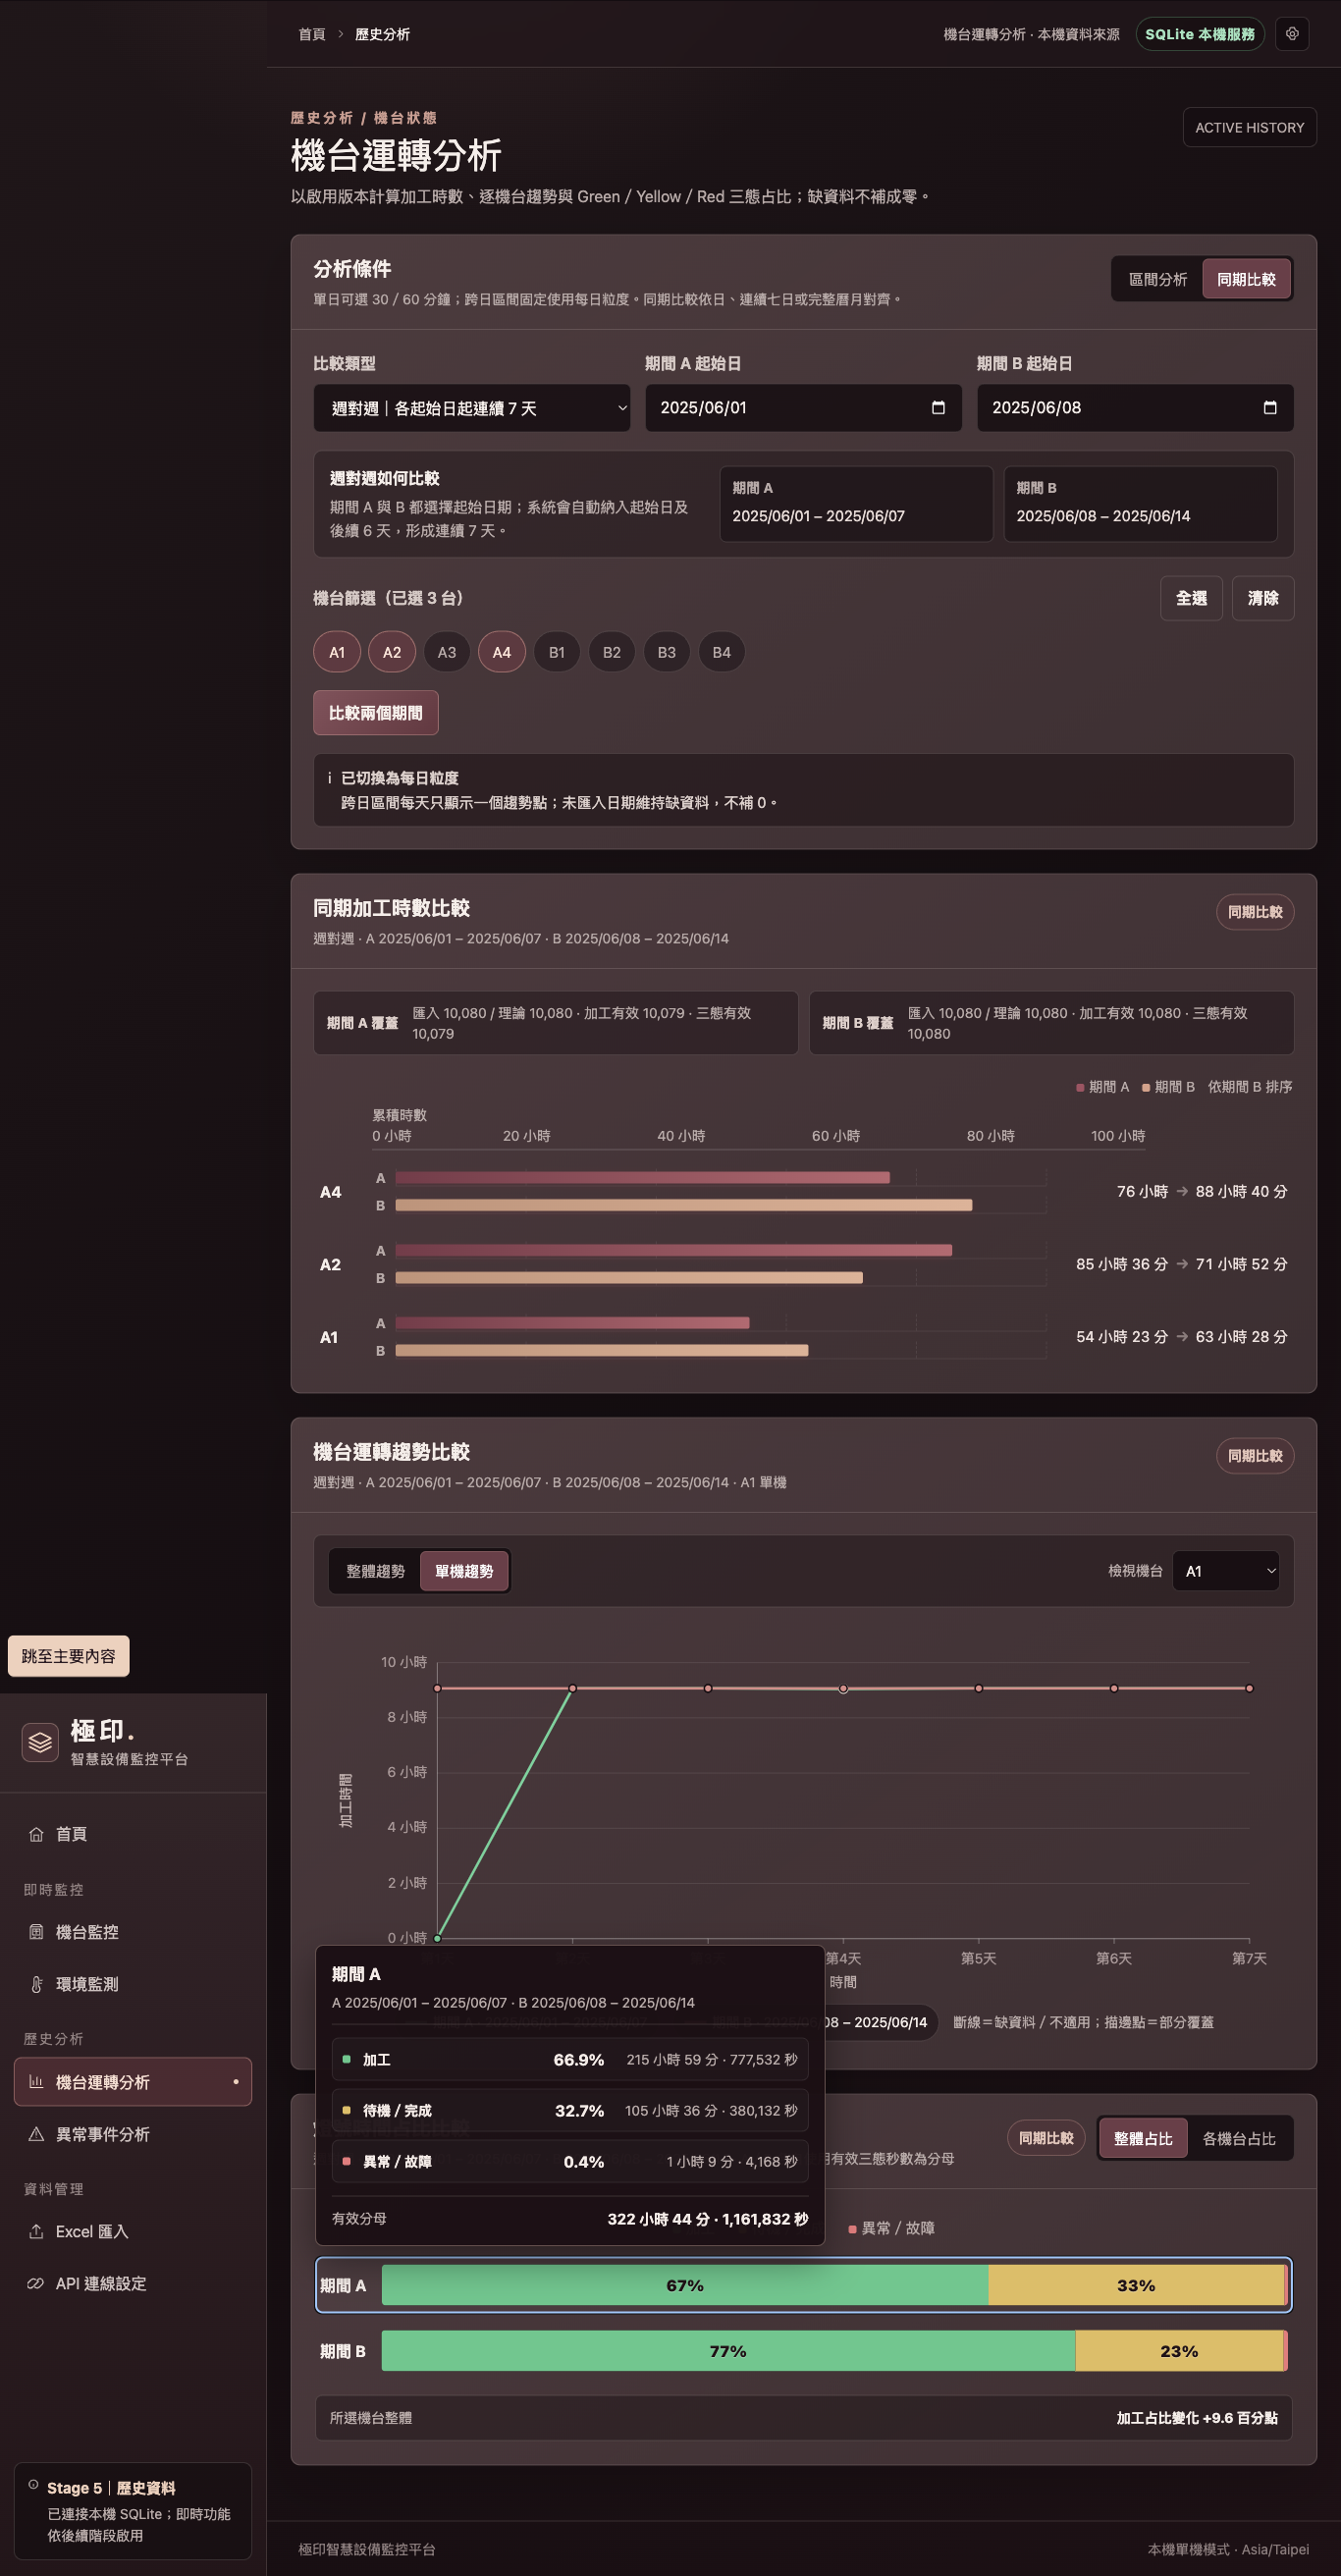 首頁 › 歷史分析
機台運轉分析 · 本機資料來源
SQLite 本機服務
歷史分析 / 機台狀態
機台運轉分析
以啟用版本計算加工時數、逐機台趨勢與 Green / Yellow / Red 三態占比；缺資料不補成零。
ACTIVE HISTORY
分析條件
單日可選 30 / 60 分鐘；跨日區間固定使用每日粒度。同期比較依日、連續七日或完整曆月對齊。
區間分析 同期比較
比較類型
週對週｜各起始日起連續 7 天
期間 A 起始日
2025/06/01
期間 B 起始日
2025/06/08
週對週如何比較
期間 A 與 B 都選擇起始日期；系統會自動納入起始日及
後續 6 天，形成連續 7 天。
期間 A
2025/06/01 – 2025/06/07
期間 B
2025/06/08 – 2025/06/14
機台篩選（已選 3 台）
全選 清除
A1 A2 A3 A4 B1 B2 B3 B4
比較兩個期間
i 已切換為每日粒度
跨日區間每天只顯示一個趨勢點；未匯入日期維持缺資料，不補 0。
同期加工時數比較
週對週 · A 2025/06/01 – 2025/06/07 · B 2025/06/08 – 2025/06/14
同期比較
期間 A 覆蓋
匯入 10,080 / 理論 10,080 · 加工有效 10,079 · 三態有效
10,079
期間 B 覆蓋
匯入 10,080 / 理論 10,080 · 加工有效 10,080 · 三態有效
10,080
期間 A 期間 B 依期間 B 排序
累積時數
0 小時 20 小時 40 小時 60 小時 80 小時 100 小時
A4
A
B
76 小時 → 88 小時 40 分
A2
A
B
85 小時 36 分 → 71 小時 52 分
A1
A
B
54 小時 23 分 → 63 小時 28 分
機台運轉趨勢比較
週對週 · A 2025/06/01 – 2025/06/07 · B 2025/06/08 – 2025/06/14 · A1 單機
同期比較
整體趨勢 單機趨勢
檢視機台 A1
10 小時
8 小時
6 小時
4 小時
2 小時
0 小時
加工時間
第4天 第5天 第6天 第7天
時間
08 – 2025/06/14
斷線＝缺資料 / 不適用；描邊點＝部分覆蓋
期間 A
A 2025/06/01 – 2025/06/07 · B 2025/06/08 – 2025/06/14
加工 66.9% 215 小時 59 分 · 777,532 秒
待機 / 完成 32.7% 105 小時 36 分 · 380,132 秒
異常 / 故障 0.4% 1 小時 9 分 · 4,168 秒
有效分母 322 小時 44 分 · 1,161,832 秒
同期比較
整體占比 各機台占比
有效三態秒數為分母
異常 / 故障
期間 A 67% 33%
期間 B 77% 23%
所選機台整體 加工占比變化 +9.6 百分點
跳至主要內容
極印.
智慧設備監控平台
首頁
即時監控
機台監控
環境監測
歷史分析
機台運轉分析
異常事件分析
資料管理
Excel 匯入
API 連線設定
Stage 5｜歷史資料
已連接本機 SQLite；即時功能
依後續階段啟用
極印智慧設備監控平台
本機單機模式 · Asia/Taipei